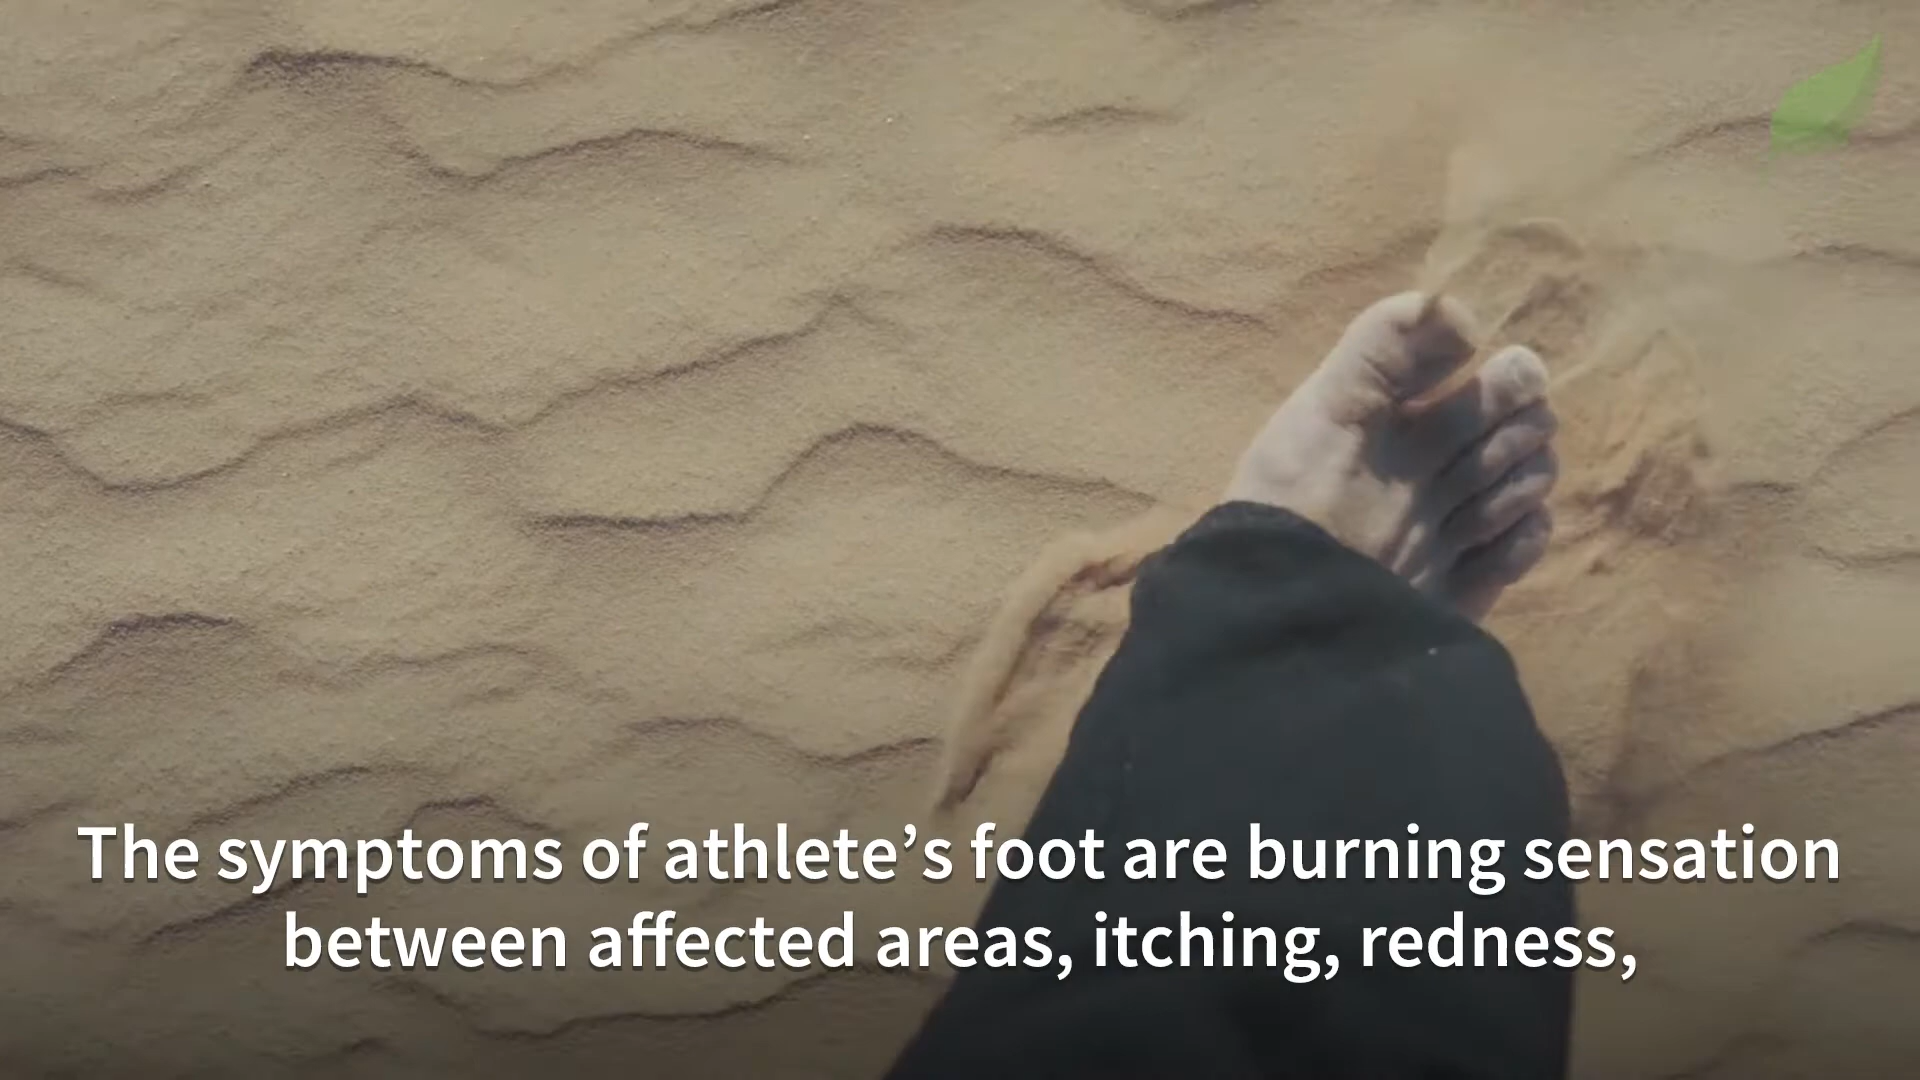 The symptoms of athlete’s foot are burning sensation
between affected areas, itching, redness,